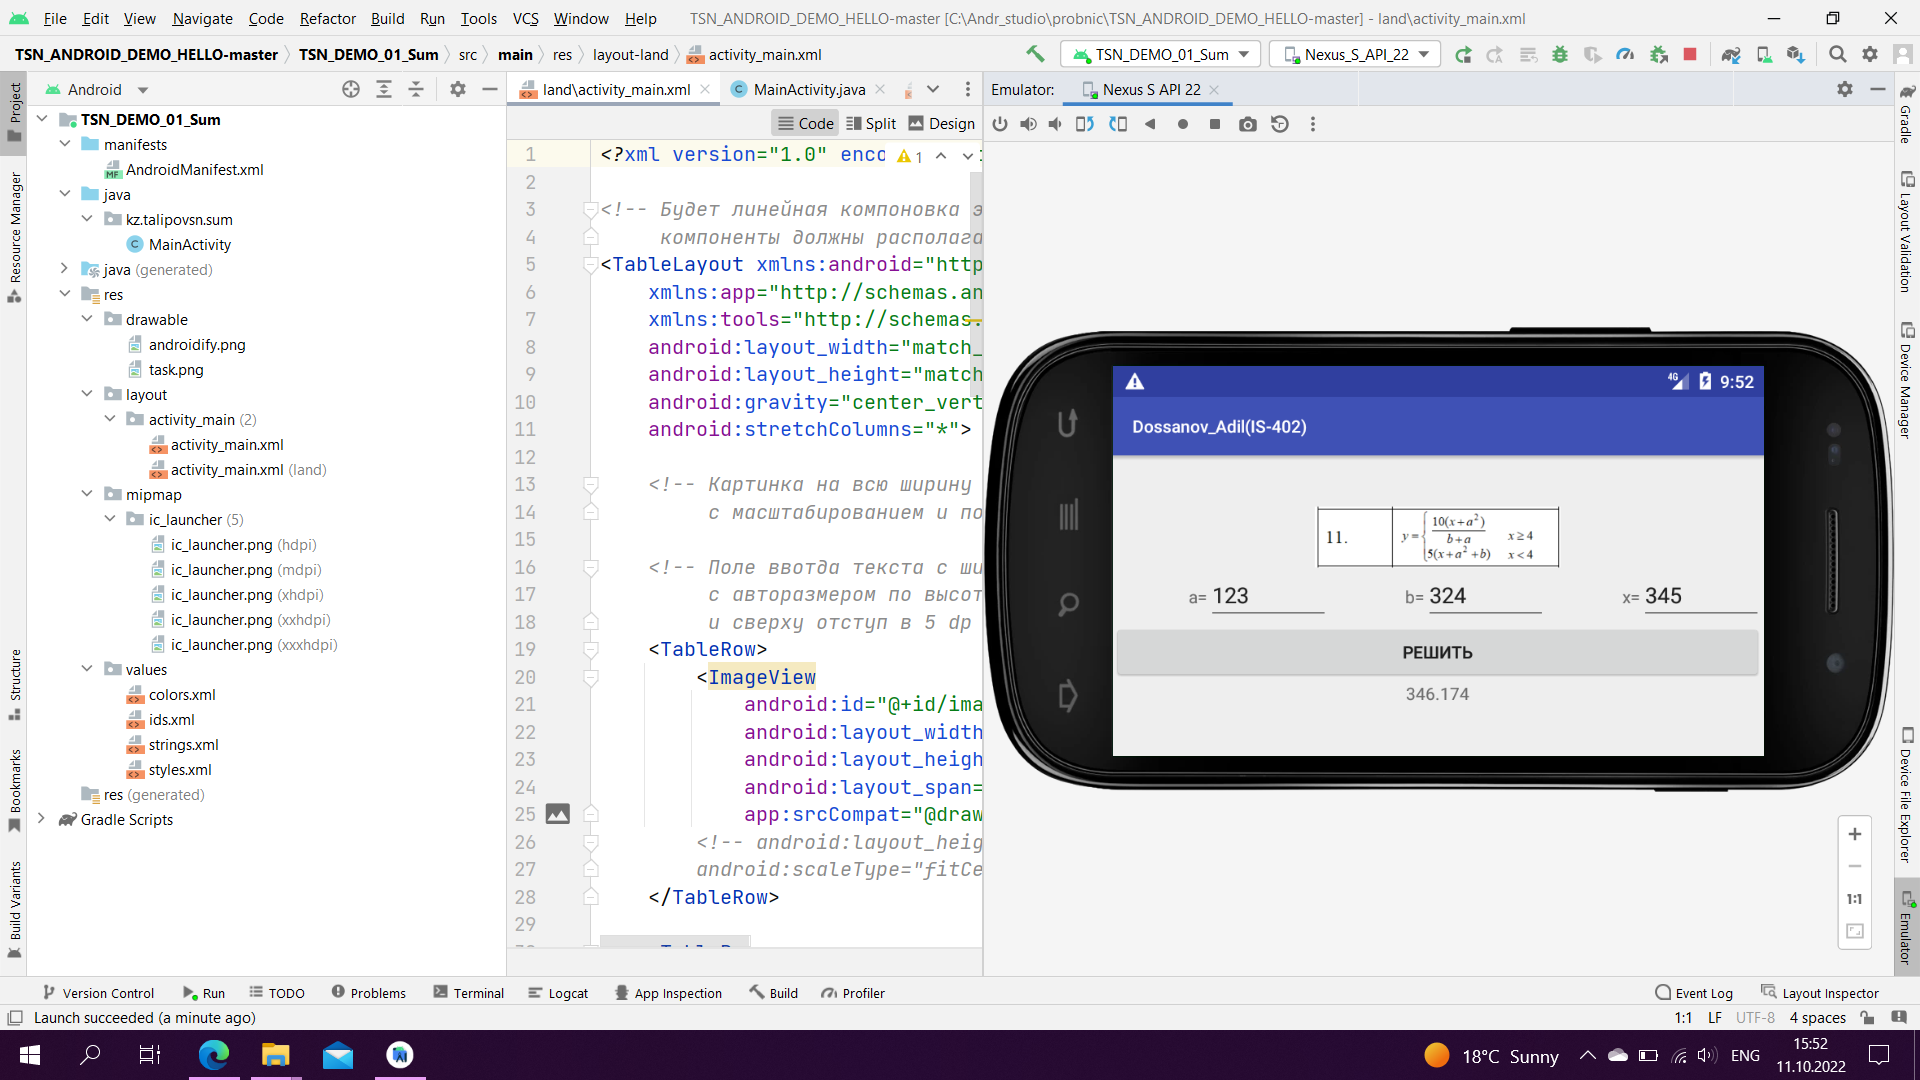 File Edit View Navigate Code Refactor Build Run Tools VCS Window Help TSN_ANDROID_DEMO_HELLO-master [C:\Andr_studio\probnic\TSN_ANDROID_DEMO_HELLO-master] - land\activity_main.xml
TSN_ANDROID_DEMO_HELLO-master TSN_DEMO_01_Sum src main res layout-land activity_main.xml TSN_DEMO_01_Sum Nexus_S_API_22
Android land\activity_main.xml MainActivity.java Emulator: Nexus S API 22
Code Split Design
Project
Resource Manager
Structure
Bookmarks
Build Variants
TSN_DEMO_01_Sum
manifests
AndroidManifest.xml
java
kz.talipovsn.sum
MainActivity
java (generated)
res
drawable
androidify.png
task.png
layout
activity_main (2)
activity_main.xml
activity_main.xml (land)
mipmap
ic_launcher (5)
ic_launcher.png (hdpi)
ic_launcher.png (mdpi)
ic_launcher.png (xhdpi)
ic_launcher.png (xxhdpi)
ic_launcher.png (xxxhdpi)
values
colors.xml
ids.xml
strings.xml
styles.xml
res (generated)
Gradle Scripts
1 <?xml version="1.0" enco 1
2
3 <!-- Будет линейная компоновка э
4 компоненты должны располага
5 <TableLayout xmlns:android="http
6 xmlns:app="http://schemas.an
7 xmlns:tools="http://schemas.
8 android:layout_width="match_
9 android:layout_height="match
10 android:gravity="center_vert
11 android:stretchColumns="*">
12
13 <!-- Картинка на всю ширину
14 с масштабированием и по
15
16 <!-- Поле ввотда текста с ши
17 с авторазмером по высот
18 и сверху отступ в 5 dp
19 <TableRow>
20 <ImageView
21 android:id="@+id/ima
22 android:layout_width
23 android:layout_heigh
24 android:layout_span=
25 app:srcCompat="@draw
26 <!-- android:layout_heig
27 android:scaleType="fitCe
28 </TableRow>
29
4G 9:52
Dossanov_Adil(IS-402)
11. y = { 10(x+a²) / b+a x ≥ 4
5(x+a²+b) x < 4
a= 123 b= 324 x= 345
РЕШИТЬ
346.174
1:1
Gradle
Layout Validation
Device Manager
Device File Explorer
Emulator
Version Control Run TODO Problems Terminal Logcat App Inspection Build Profiler Event Log Layout Inspector
Launch succeeded (a minute ago) 1:1 LF UTF-8 4 spaces
18°C Sunny ENG 15:52
11.10.2022